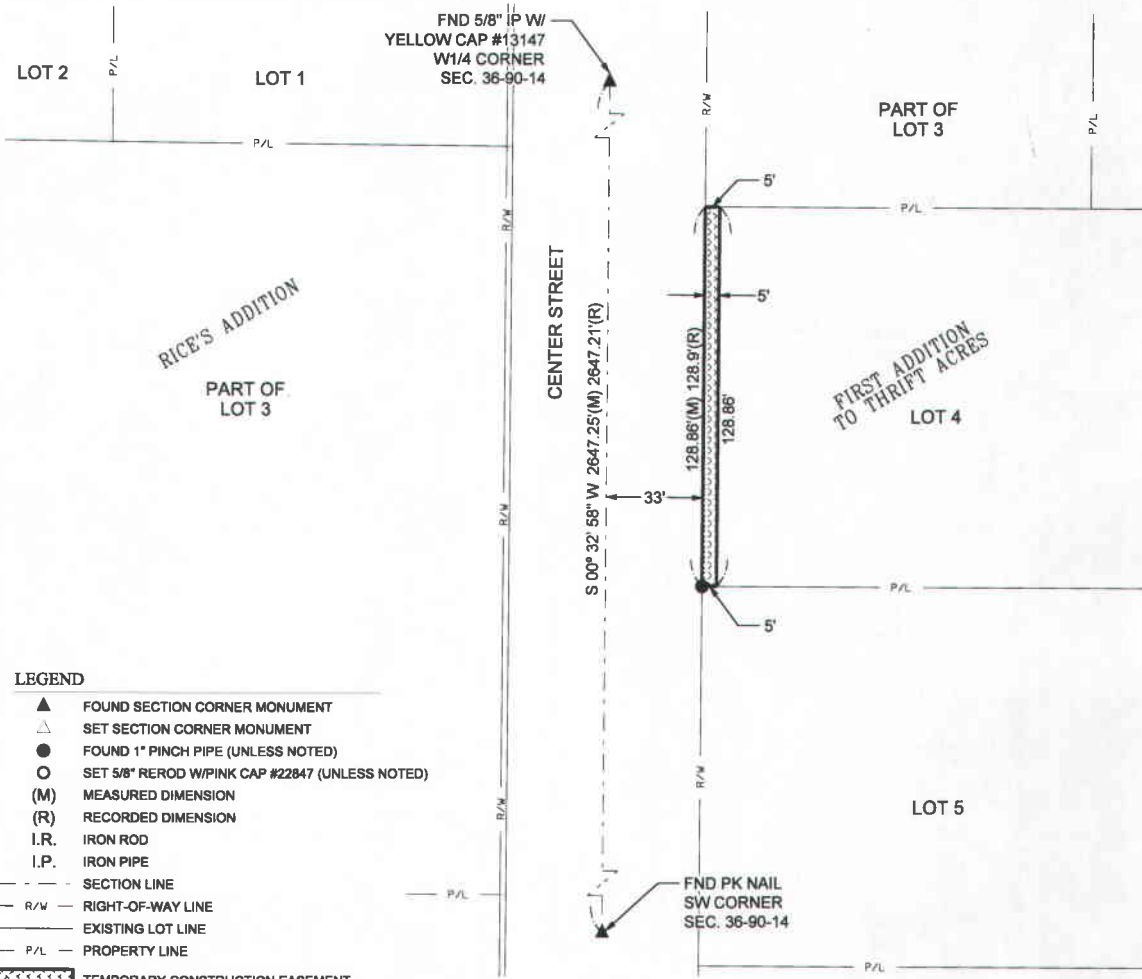 FND 5/8" IP W/
YELLOW CAP #13147
W1/4 CORNER
SEC. 36-90-14
LOT 2
P/L
LOT 1
P/L
R/W
R/W
R/W
P/L
RICE'S ADDITION
PART OF
LOT 3
CENTER STREET
S 00° 32' 58" W 2647.25'(M) 2647.21'(R)
33'
R/W
PART OF
LOT 3
P/L
5'
P/L
5'
128.86'(M) 128.9'(R)
128.86'
FIRST ADDITION
TO THRIFT ACRES
LOT 4
P/L
5'
R/W
LOT 5
FND PK NAIL
SW CORNER
SEC. 36-90-14
P/L
LEGEND
FOUND SECTION CORNER MONUMENT
SET SECTION CORNER MONUMENT
FOUND 1" PINCH PIPE (UNLESS NOTED)
SET 5/8" REROD W/PINK CAP #22847 (UNLESS NOTED)
(M) MEASURED DIMENSION
(R) RECORDED DIMENSION
I.R. IRON ROD
I.P. IRON PIPE
SECTION LINE
R/W RIGHT-OF-WAY LINE
EXISTING LOT LINE
P/L PROPERTY LINE
TEMPORARY CONSTRUCTION EASEMENT